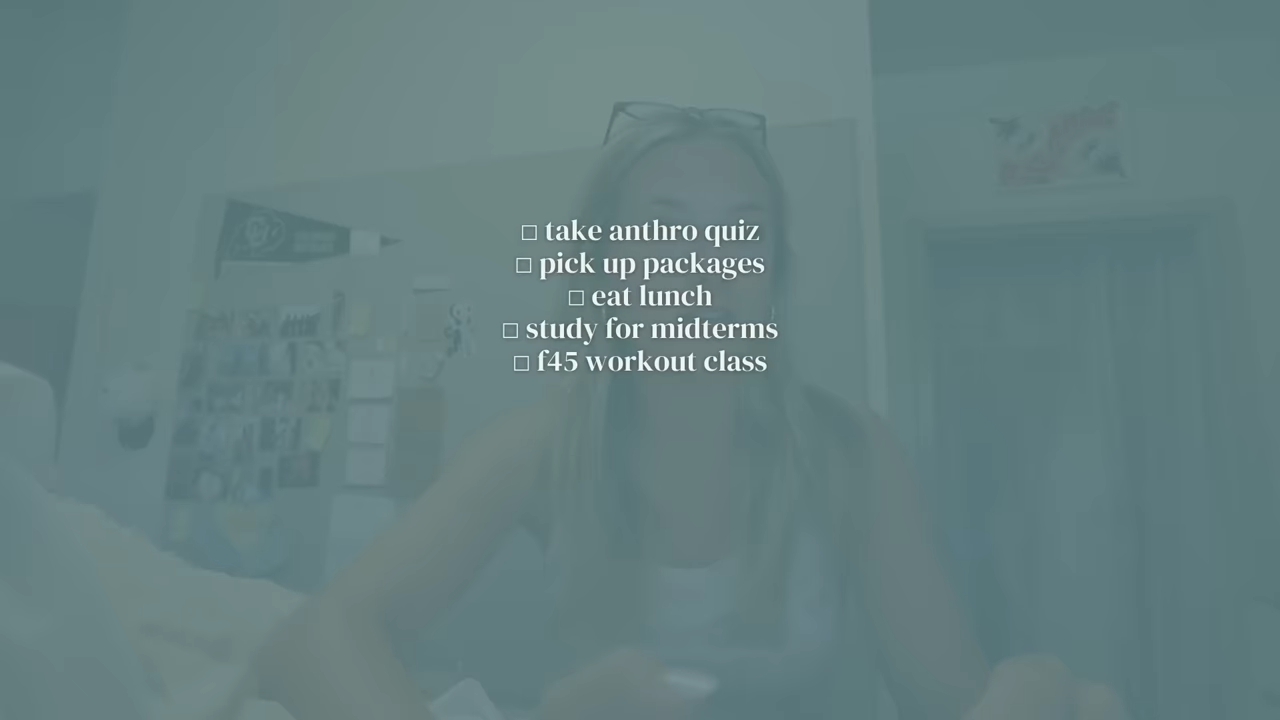 □ take anthro quiz
□ pick up packages
□ eat lunch
□ study for midterms
□ f45 workout class